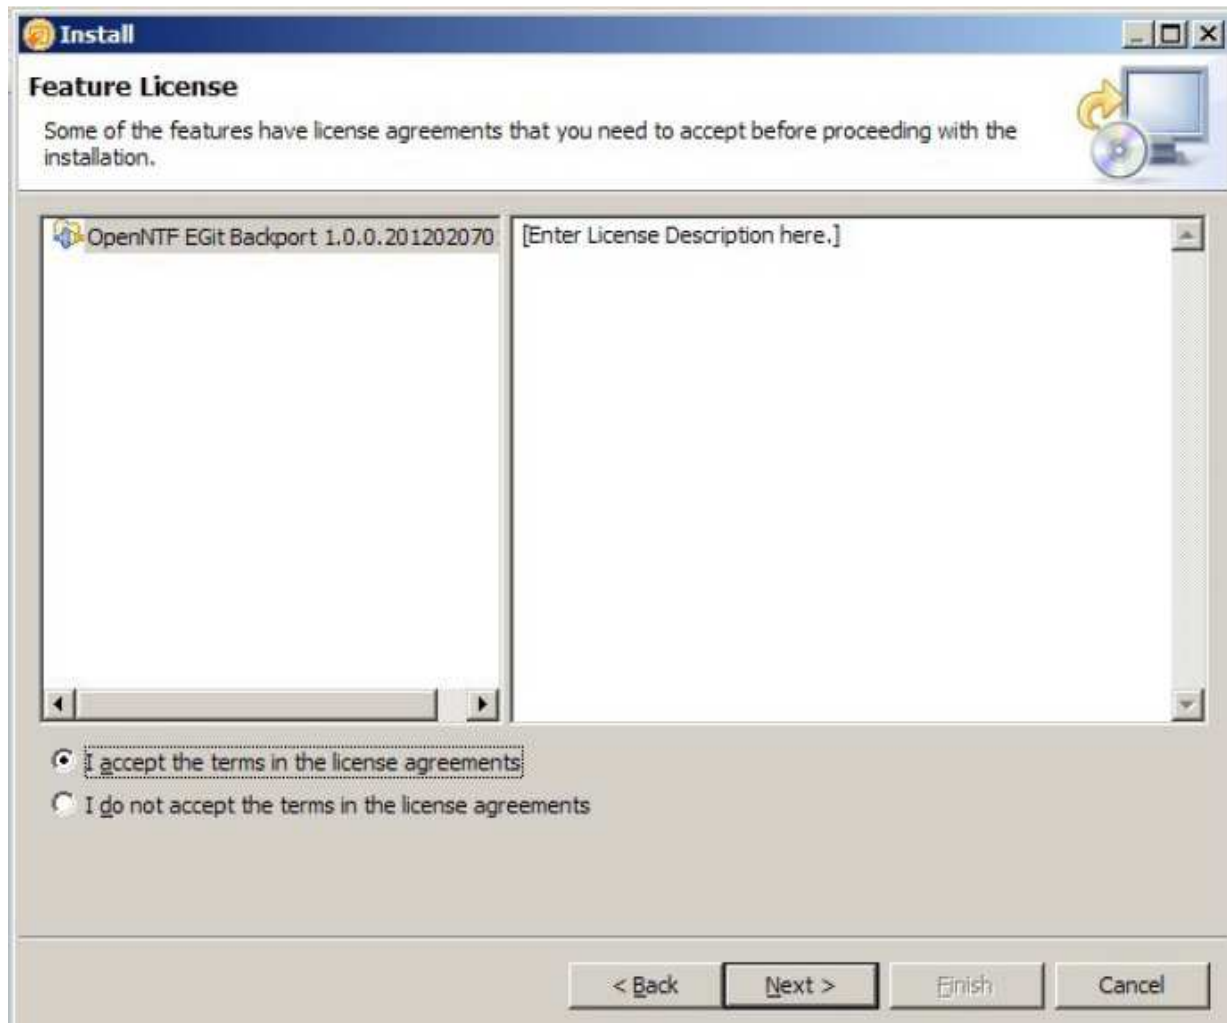 Install
Feature License
Some of the features have license agreements that you need to accept before proceeding with the
installation.
OpenNTF EGit Backport 1.0.0.201202070
[Enter License Description here.]
I accept the terms in the license agreements
I do not accept the terms in the license agreements
< Back
Next >
Finish
Cancel